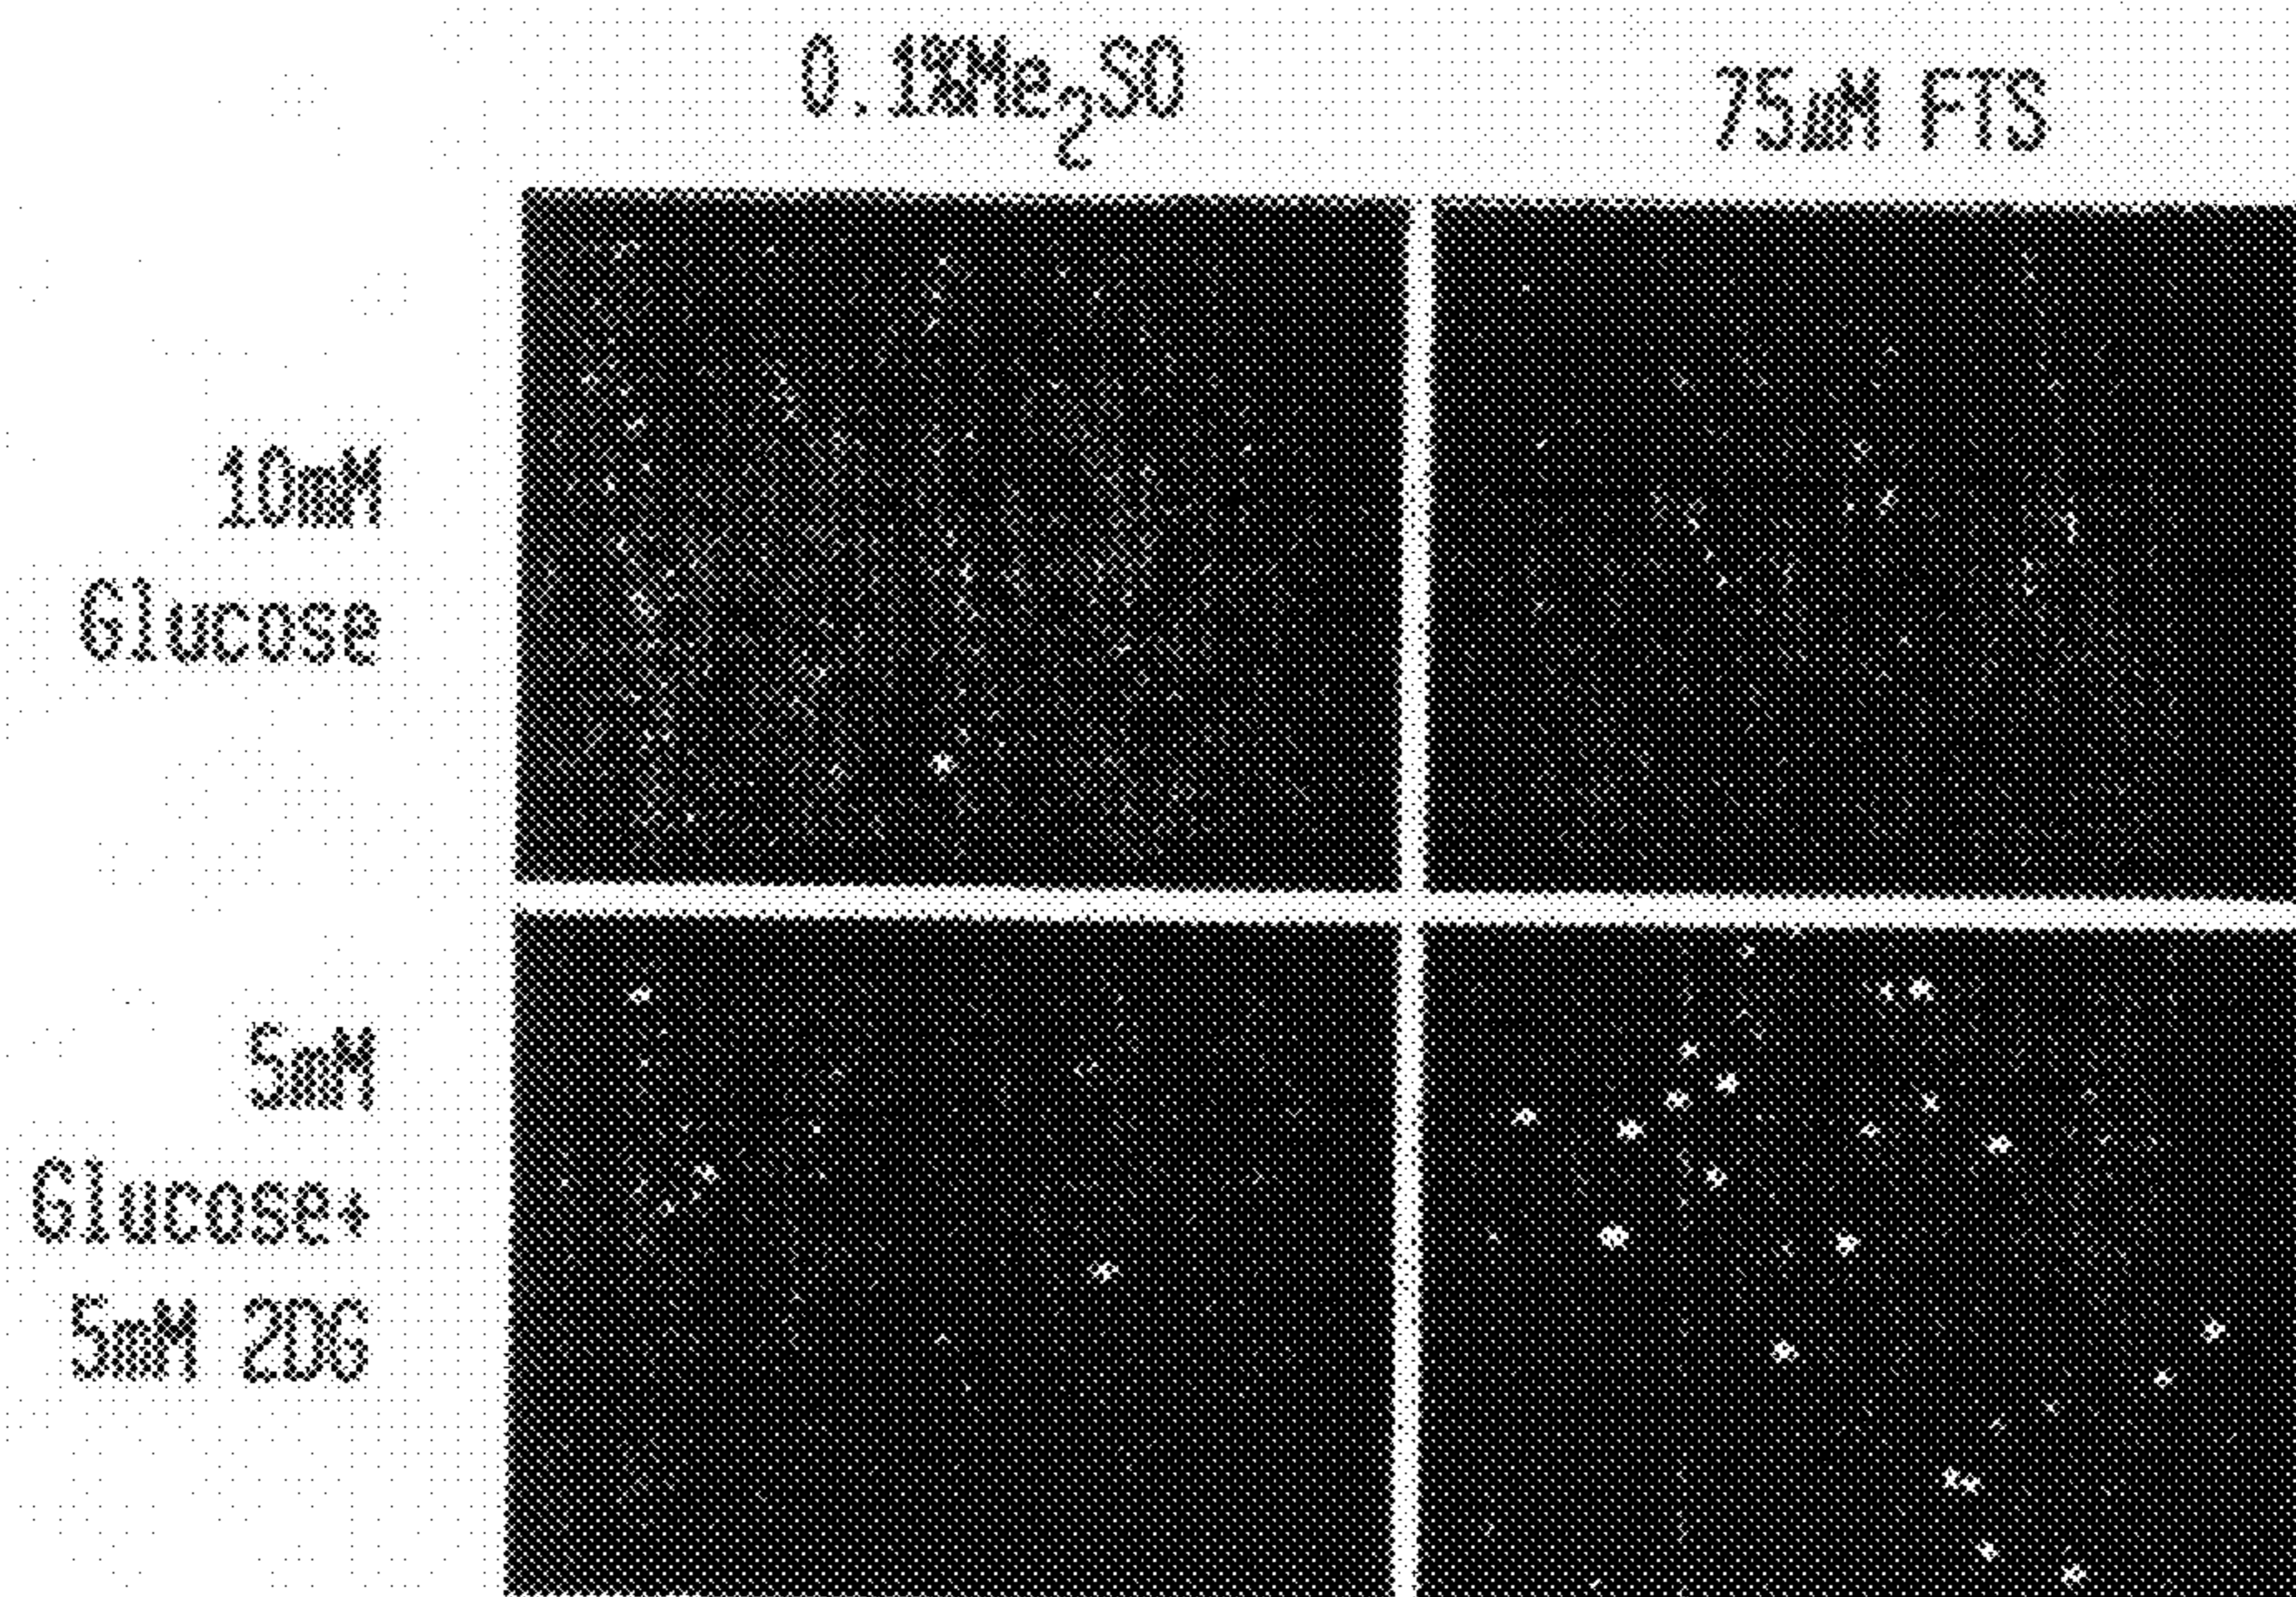 0.1%Me₂SO
75µM FTS
10mM
Glucose
5mM
Glucose+
5mM 2DG